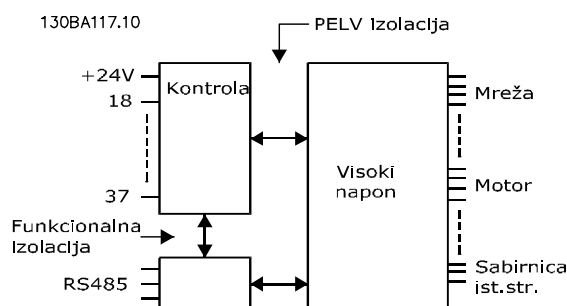 130BA117.10
PELV Izolacija
+24V
18
Kontrola
37
Mreža
Visoki
napon
Motor
Funkcionalna
Izolacija
RS485
Sabirnica
ist.str.